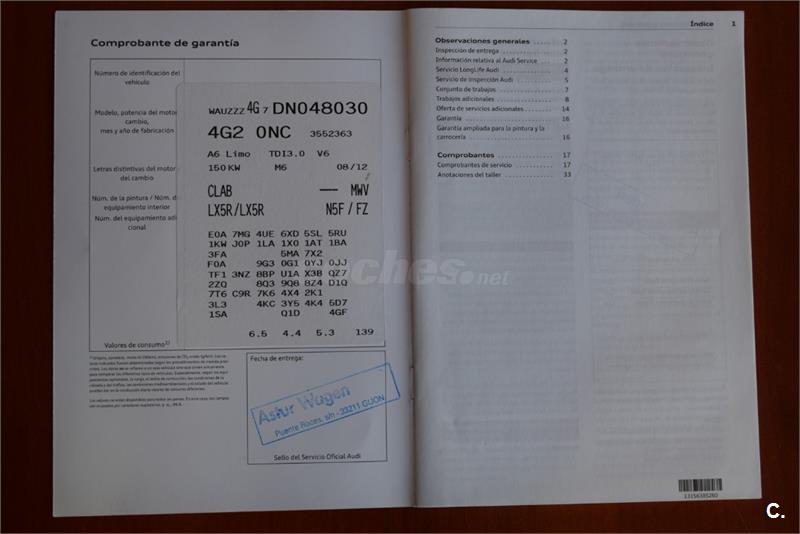 Comprobante de garantía
Número de identificación del
vehículo
Modelo, potencia del motor
cambio,
mes y año de fabricación
Letras distintivas del motor
del cambio
Núm. de la pintura / Núm. de
equipamiento interior
Núm. del equipamiento adi
cional
Valores de consumo
WAUZZZ 4G 7 DN048030
4G2 0NC 3552363
A6 Limo TDI3.0 V6
150KW M6 08/12
CLAB --- MWV
LX5R/LX5R N5F/FZ
E0A 7MG 4UE 6XD 5SL 5RU
1KW J0P 1LA 1X0 1AT 1BA
3FA 5MA 7X2
F0A 9G3 0G1 0YJ 0JJ
TF1 3NZ 8BP U1A X3B QZ7
2ZQ 8Q3 9Q8 8Z4 D1Q
7T6 C9R 7K6 4X4 2K1
3L3 4KC 3Y5 4K4 5D7
1SA Q1D 4GF
6.5 4.4 5.3 139
Fecha de entrega:
Astur Wagen
Puente Roces, s/n - 33211 GIJON
Sello del Servicio Oficial Audi
Índice 1
Observaciones generales ..... 2
Inspección de entrega ..... 2
Información relativa al Audi Service ..... 2
Servicio LongLife Audi ..... 4
Servicio de inspección Audi ..... 5
Conjunto de trabajos ..... 7
Trabajos adicionales ..... 8
Oferta de servicios adicionales ..... 14
Garantía ..... 16
Garantía ampliada para la pintura y la
carrocería ..... 16
Comprobantes ..... 17
Comprobantes de servicio ..... 17
Anotaciones del taller ..... 33
ches.net
13156385260
C.